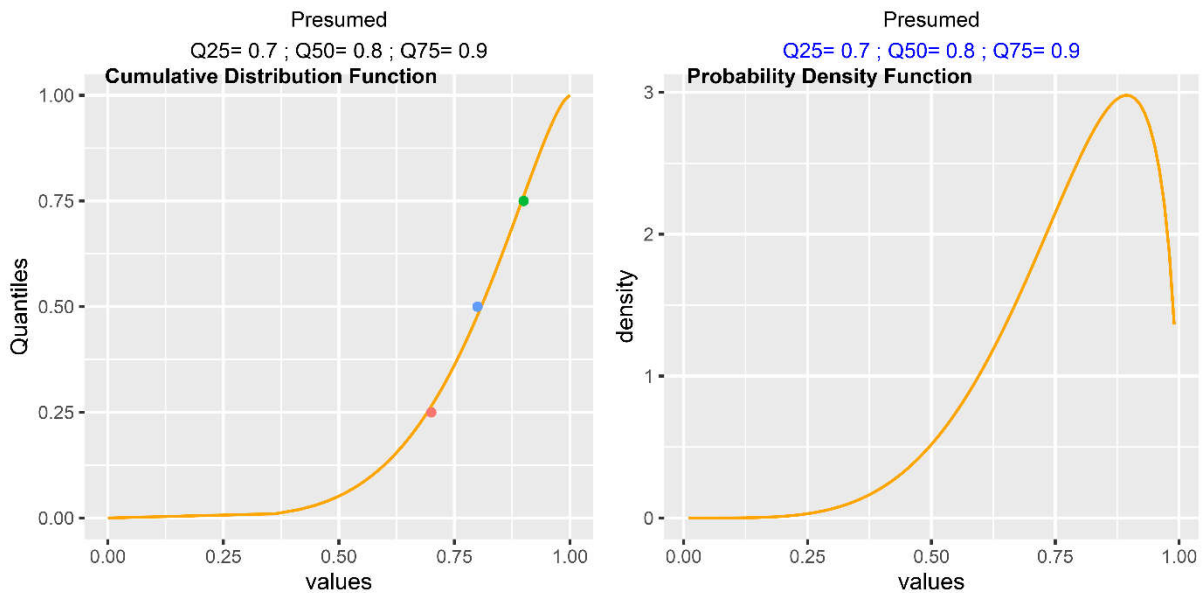 Presumed
Q25= 0.7 ; Q50= 0.8 ; Q75= 0.9
Cumulative Distribution Function
1.00
0.75
0.50
0.25
0.00
Quantiles
0.00 0.25 0.50 0.75 1.00
values
Presumed
Q25= 0.7 ; Q50= 0.8 ; Q75= 0.9
Probability Density Function
3
2
1
0
density
0.00 0.25 0.50 0.75 1.00
values